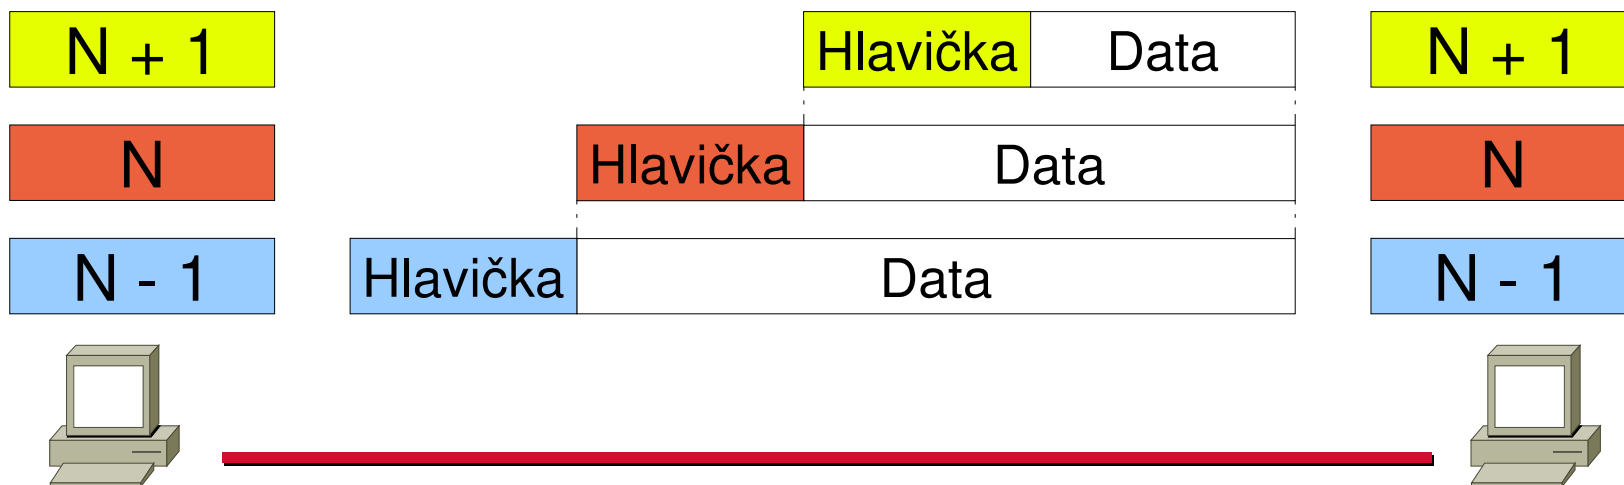 N + 1 Hlavička Data N + 1
N Hlavička Data N
N - 1 Hlavička Data N - 1